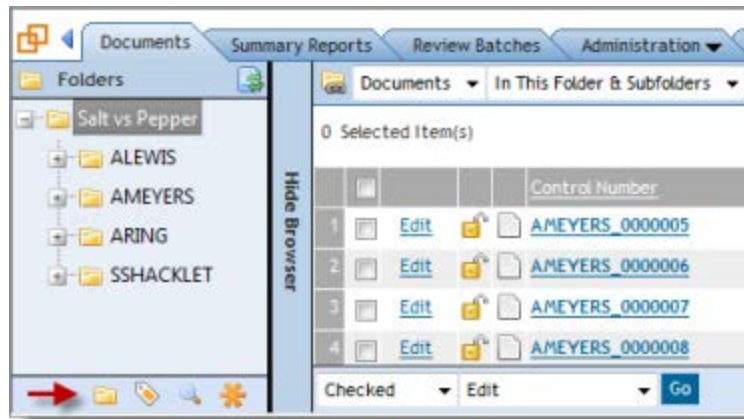 Documents Summary Reports Review Batches Administration
Folders
Salt vs Pepper
ALEWIS
AMEYERS
ARING
SSHACKLET
Hide Browser
Documents In This Folder & Subfolders
0 Selected Item(s)
Control Number
1 Edit AMEYERS_0000005
2 Edit AMEYERS_0000006
3 Edit AMEYERS_0000007
4 Edit AMEYERS_0000008
Checked Edit Go